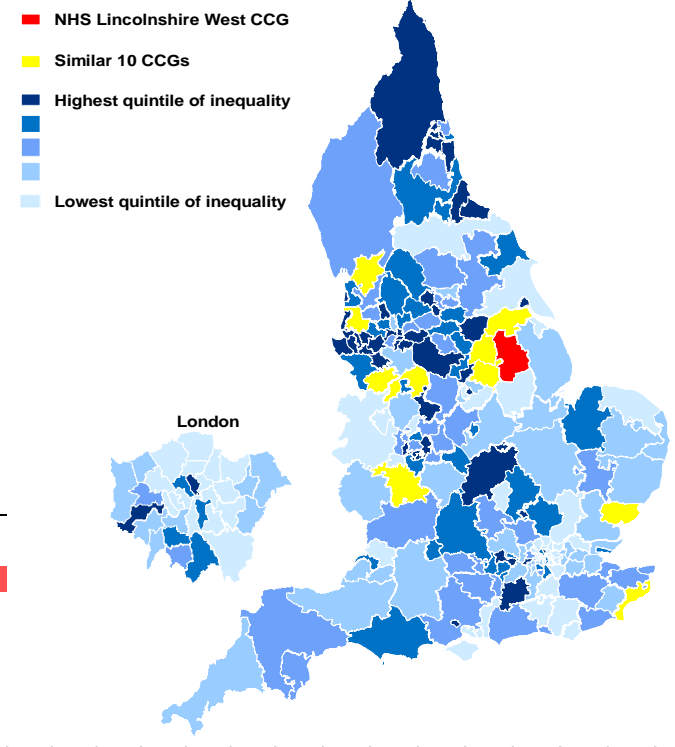 NHS Lincolnshire West CCG
Similar 10 CCGs
Highest quintile of inequality
Lowest quintile of inequality
London